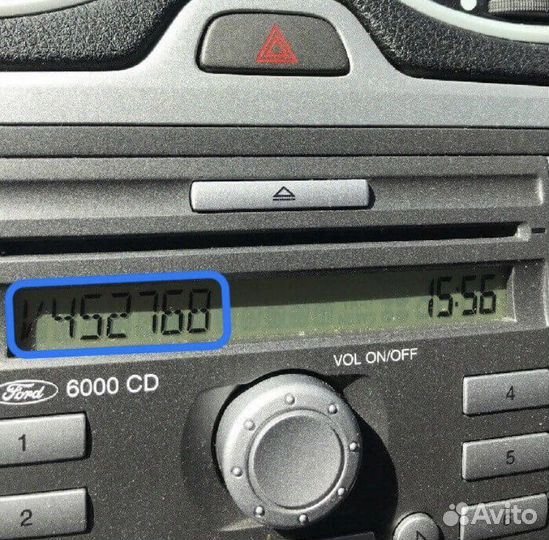 V452768 15:56
VOL ON/OFF
Ford 6000 CD
4
1
5
2
Avito